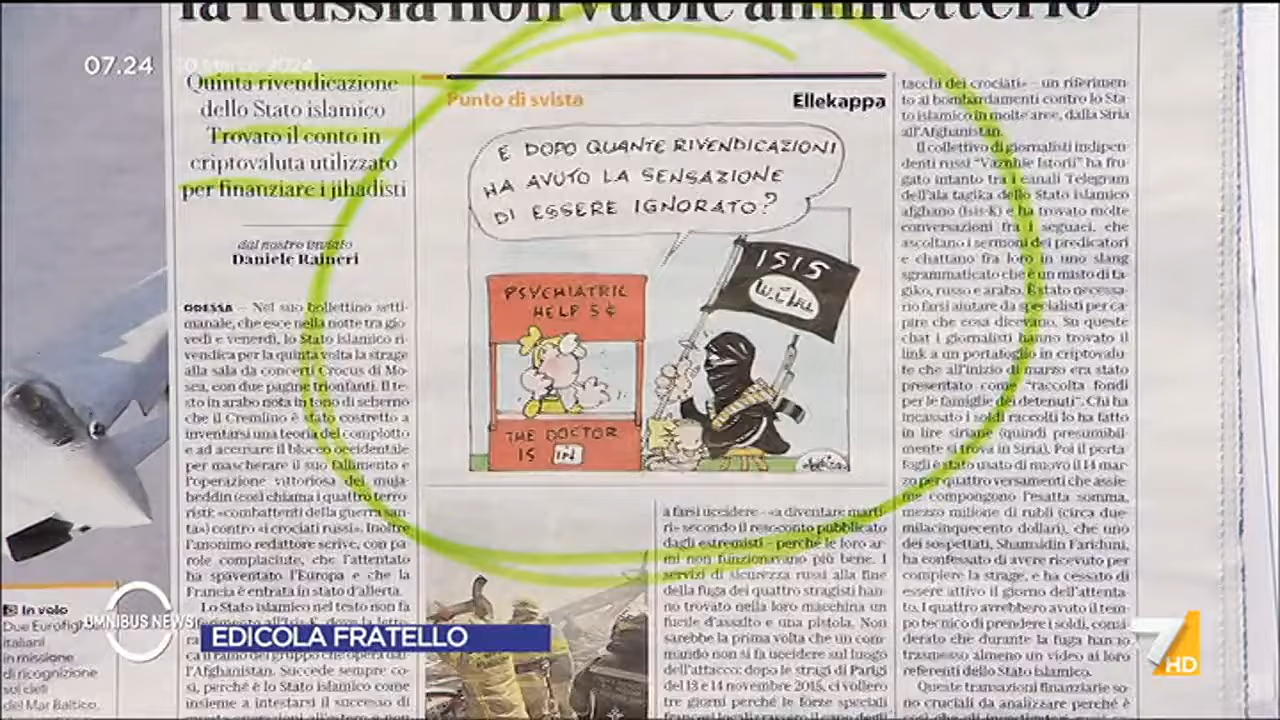 la Russia non vuole ammetterlo
07.24
Quinta rivendicazione
dello Stato islamico
Trovato il conto in
criptovaluta utilizzato
per finanziare i jihadisti
dal nostro inviato
Daniele Raineri
ODESSA – Nel suo bollettino setti-
manale, che esce nella notte tra gio-
vedì e venerdì, lo Stato islamico ri-
vendica per la quinta volta la strage
alla sala da concerti Crocus di Mo-
sca, con due pagine trionfanti. Il te-
sto in arabo nota in tono di scherno
che il Cremlino è stato costretto a
inventarsi una teoria del complotto
e ad accusare il blocco occidentale
per mascherare il suo fallimento e
l'operazione vittoriosa dei muja-
heddin (così chiama i quattro terro
risti: «combattenti della guerra san-
ta») contro «i crociati russi». Inoltre
l'anonimo redattore scrive, con pa-
role compiaciute, che l'attentato
ha spaventato l'Europa e che la
Francia è entrata in stato d'allerta.
Lo Stato islamico nel testo non fa
l'Afghanistan. Succede sempre co-
sì, perché è lo Stato islamico come
insieme a intestarsi il successo di
Punto di svista
Ellekappa
E DOPO QUANTE RIVENDICAZIONI
HA AVUTO LA SENSAZIONE
DI ESSERE IGNORATO?
ISIS
PSYCHIATRIC
HELP 5¢
THE DOCTOR
IS IN
a farsi uccidere – «a diventare marti-
ri» secondo il resoconto pubblicato
dagli estremisti – perché le loro ar-
mi non funzionavano più bene. I
servizi di sicurezza russi alla fine
della fuga dei quattro stragisti han-
no trovato nella loro macchina un
fucile d'assalto e una pistola. Non
sarebbe la prima volta che un com-
mando non si fa uccidere sul luogo
dell'attacco: dopo le stragi di Parigi
del 13 e 14 novembre 2015, ci vollero
tre giorni perché le forze speciali
francesi localizzassero il capo degli
tacchi dei crociati» – un riferimen-
to ai bombardamenti contro lo Sta-
to islamico in molte aree, dalla Siria
all'Afghanistan.
Il collettivo di giornalisti indipen-
denti russi "Vazhnie Istorii" ha fru-
gato intanto tra i canali Telegram
dell'ala tagika dello Stato islamico
afghano (Isis-K) e ha trovato molte
conversazioni fra i seguaci, che
ascoltano i sermoni dei predicatori
e chattano fra loro in uno slang
sgrammaticato che è un misto di ta-
giko, russo e arabo. È stato necessa-
rio farsi aiutare da specialisti per ca-
pire che cosa dicevano. Su queste
chat i giornalisti hanno trovato il
link a un portafoglio in criptovalu-
te che all'inizio di marzo era stato
presentato come "raccolta fondi
per le famiglie dei detenuti". Chi ha
incassato i soldi raccolti lo ha fatto
in lire siriane (quindi presumibil-
mente si trova in Siria). Poi il porta-
fogli è stato usato di nuovo il 14 mar-
zo per quattro versamenti che assie-
me compongono l'esatta somma,
mezzo milione di rubli (circa due-
milacinquecento dollari), che uno
dei sospettati, Shamsidin Fariduni,
ha confessato di avere ricevuto per
compiere la strage, e ha cessato di
essere attivo il giorno dell'attenta-
to. I quattro avrebbero avuto il tem-
po tecnico di prendere i soldi, consi-
derato che durante la fuga hanno
trasmesso almeno un video ai loro
referenti dello Stato islamico.
Queste transazioni finanziarie so-
no cruciali da analizzare perché è
In volo
Due Eurofighter
italiani
in missione
di ricognizione
sui cieli
del Mar Baltico
OMNIBUS NEWS
EDICOLA FRATELLO
7
HD